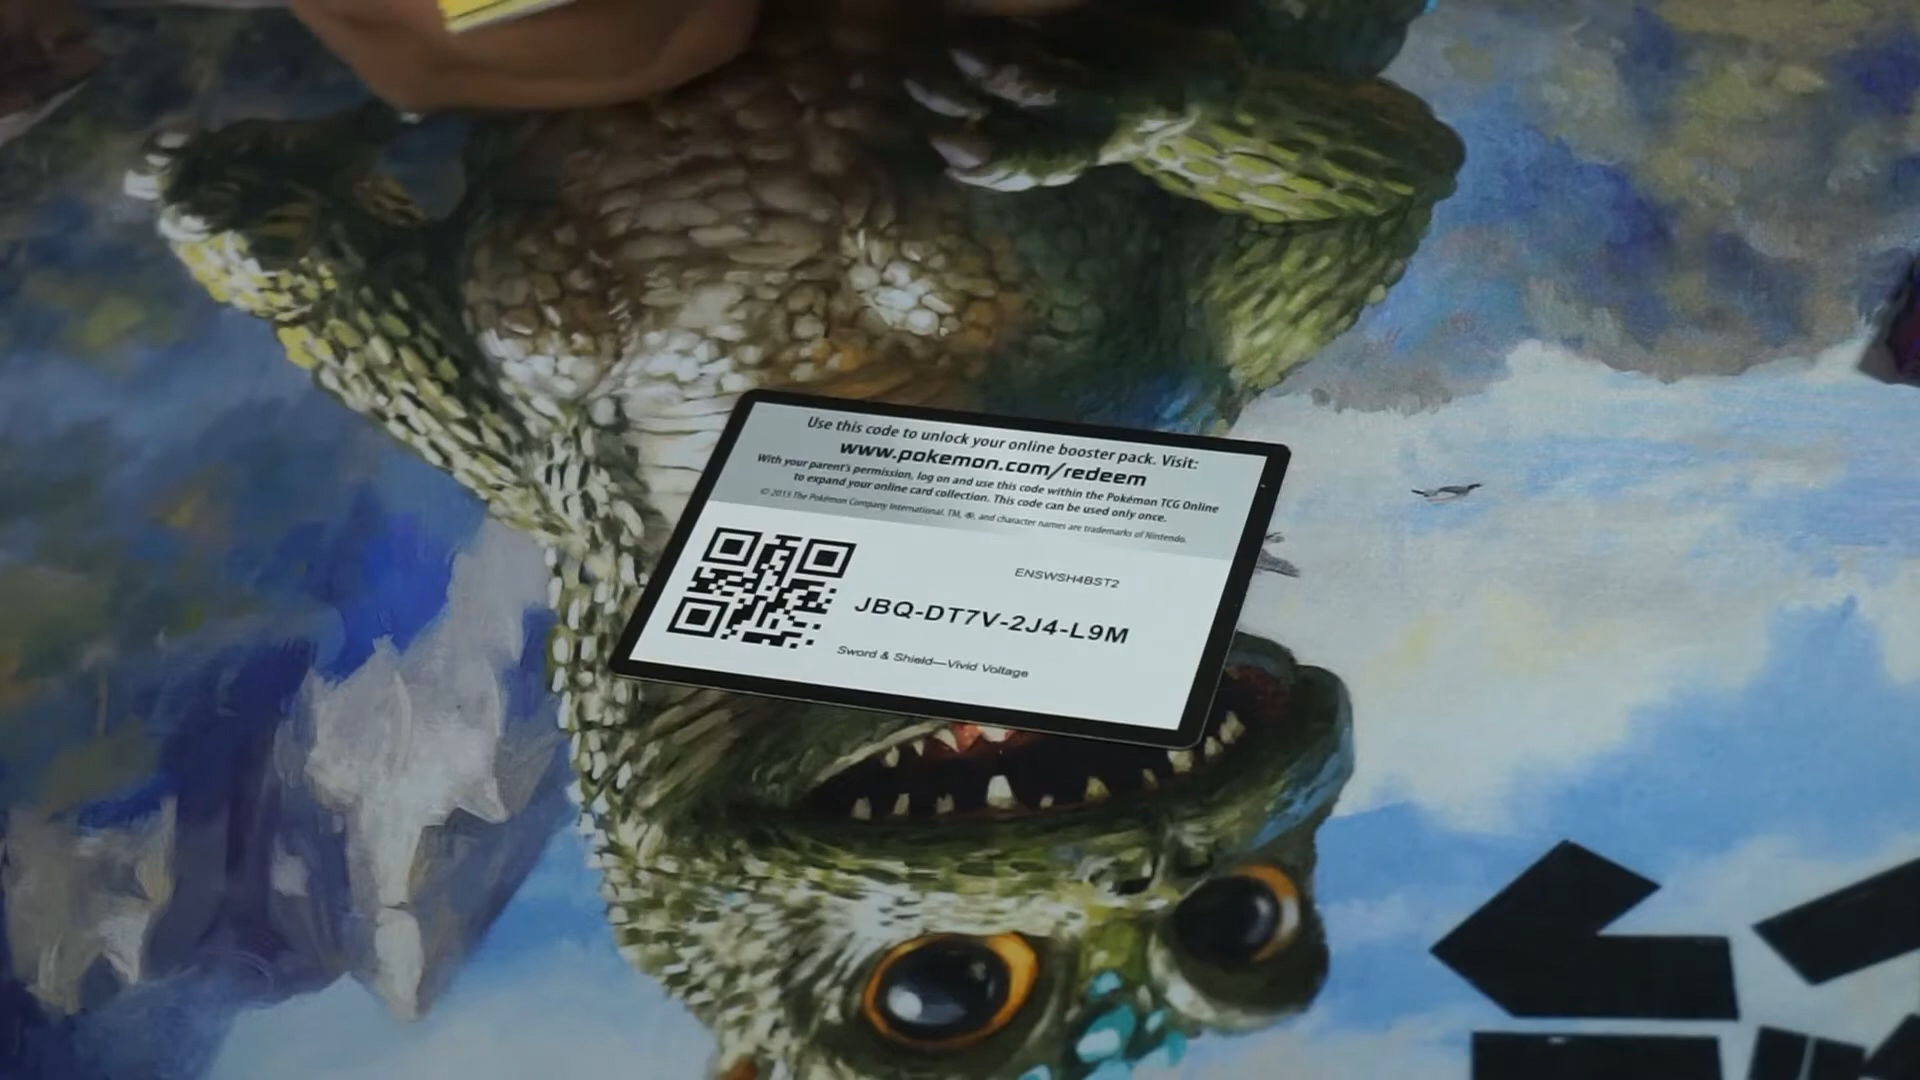 Use this code to unlock your online booster pack. Visit:
www.pokemon.com/redeem
With your parent's permission, log on and use this code within the Pokémon TCG Online
to expand your online card collection. This code can be used only once.
© 2013 The Pokémon Company International. TM, ®, and character names are trademarks of Nintendo.
ENSWSH4BST2
JBQ-DT7V-2J4-L9M
Sword & Shield—Vivid Voltage